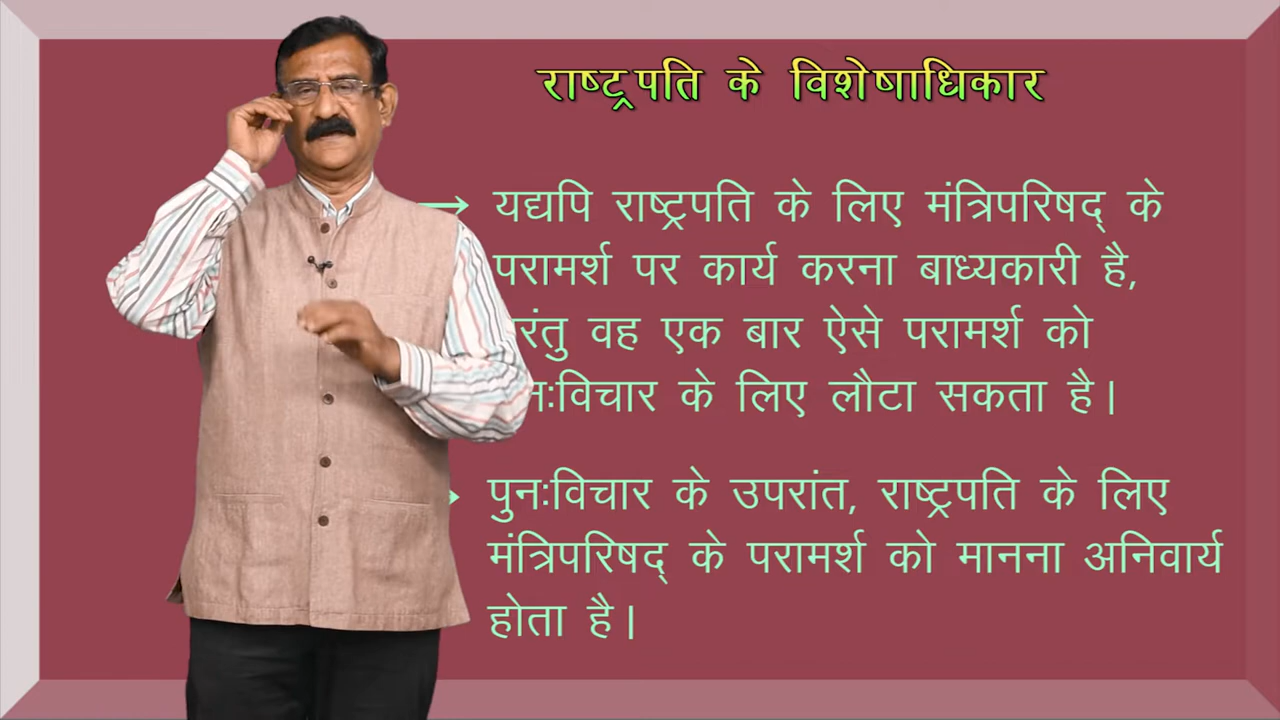 राष्ट्रपति के विशेषाधिकार
→ यद्यपि राष्ट्रपति के लिए मंत्रिपरिषद् के
परामर्श पर कार्य करना बाध्यकारी है,
वह एक बार ऐसे परामर्श को
के लिए लौटा सकता है।
पुनःविचार के उपरांत, राष्ट्रपति के लिए
मंत्रिपरिषद् के परामर्श को मानना अनिवार्य
होता है।